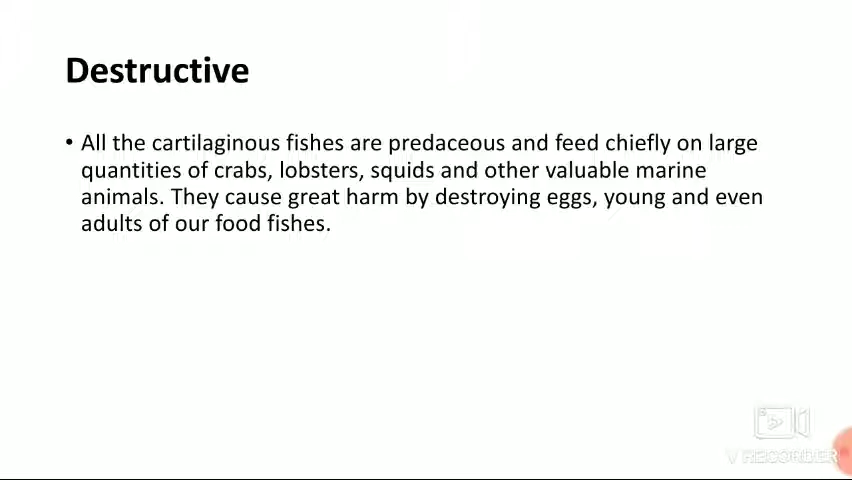 Destructive
• All the cartilaginous fishes are predaceous and feed chiefly on large
quantities of crabs, lobsters, squids and other valuable marine
animals. They cause great harm by destroying eggs, young and even
adults of our food fishes.
V RECORDER